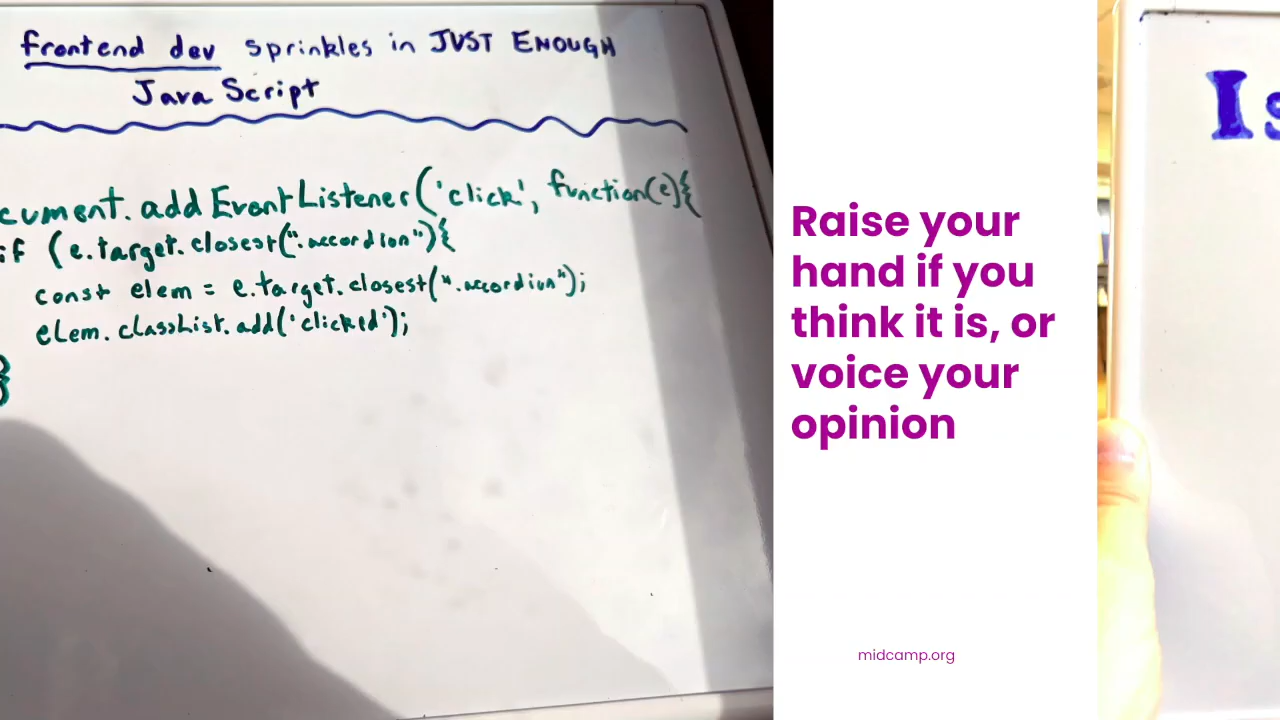 frontend dev sprinkles in JUST ENOUGH
JavaScript
cument.addEventListener('click', function(e){
if (e.target.closest(".accordion"){
const elem = e.target.closest(".accordion");
elem.classList.add('clicked');
}
}
Raise your
hand if you
think it is, or
voice your
opinion
midcamp.org
Is